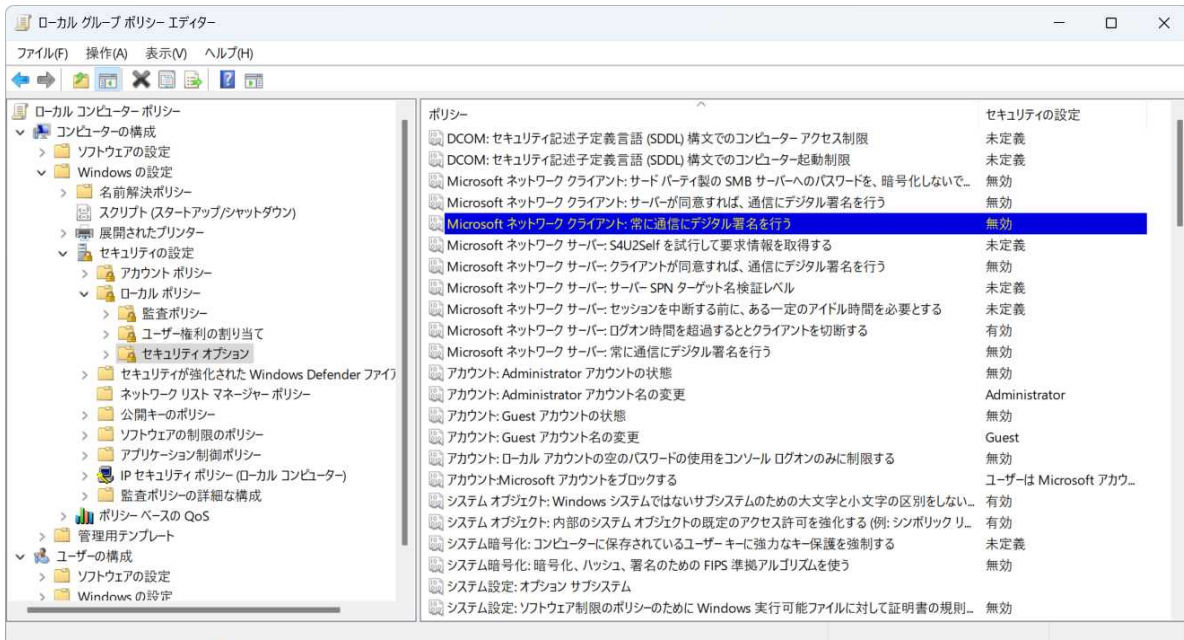 ローカル グループ ポリシー エディター
ファイル(F) 操作(A) 表示(V) ヘルプ(H)
ローカル コンピューター ポリシー
コンピューターの構成
ソフトウェアの設定
Windows の設定
名前解決ポリシー
スクリプト (スタートアップ/シャットダウン)
展開されたプリンター
セキュリティの設定
アカウント ポリシー
ローカル ポリシー
監査ポリシー
ユーザー権利の割り当て
セキュリティ オプション
セキュリティが強化された Windows Defender ファイア
ネットワーク リスト マネージャー ポリシー
公開キーのポリシー
ソフトウェアの制限のポリシー
アプリケーション制御ポリシー
IP セキュリティ ポリシー (ローカル コンピューター)
監査ポリシーの詳細な構成
ポリシー ベースの QoS
管理用テンプレート
ユーザーの構成
ソフトウェアの設定
Windows の設定
ポリシー セキュリティの設定
DCOM: セキュリティ記述子定義言語 (SDDL) 構文でのコンピューター アクセス制限 未定義
DCOM: セキュリティ記述子定義言語 (SDDL) 構文でのコンピューター起動制限 未定義
Microsoft ネットワーク クライアント: サード パーティ製の SMB サーバーへのパスワードを、暗号化しないで... 無効
Microsoft ネットワーク クライアント: サーバーが同意すれば、通信にデジタル署名を行う 無効
Microsoft ネットワーク クライアント: 常に通信にデジタル署名を行う 無効
Microsoft ネットワーク サーバー: S4U2Self を試行して要求情報を取得する 未定義
Microsoft ネットワーク サーバー: クライアントが同意すれば、通信にデジタル署名を行う 無効
Microsoft ネットワーク サーバー: サーバー SPN ターゲット名検証レベル 未定義
Microsoft ネットワーク サーバー: セッションを中断する前に、ある一定のアイドル時間を必要とする 未定義
Microsoft ネットワーク サーバー: ログオン時間を超過するととクライアントを切断する 有効
Microsoft ネットワーク サーバー: 常に通信にデジタル署名を行う 無効
アカウント: Administrator アカウントの状態 無効
アカウント: Administrator アカウント名の変更 Administrator
アカウント: Guest アカウントの状態 無効
アカウント: Guest アカウント名の変更 Guest
アカウント: ローカル アカウントの空のパスワードの使用をコンソール ログオンのみに制限する 無効
アカウント:Microsoft アカウントをブロックする ユーザーは Microsoft アカウ...
システム オブジェクト: Windows システムではないサブシステムのための大文字と小文字の区別をしない... 有効
システム オブジェクト: 内部のシステム オブジェクトの既定のアクセス許可を強化する (例: シンボリック リ... 有効
システム暗号化: コンピューターに保存されているユーザー キーに強力なキー保護を強制する 未定義
システム暗号化: 暗号化、ハッシュ、署名のための FIPS 準拠アルゴリズムを使う 無効
システム設定: オプション サブシステム
システム設定: ソフトウェア制限のポリシーのために Windows 実行可能ファイルに対して証明書の規則... 無効